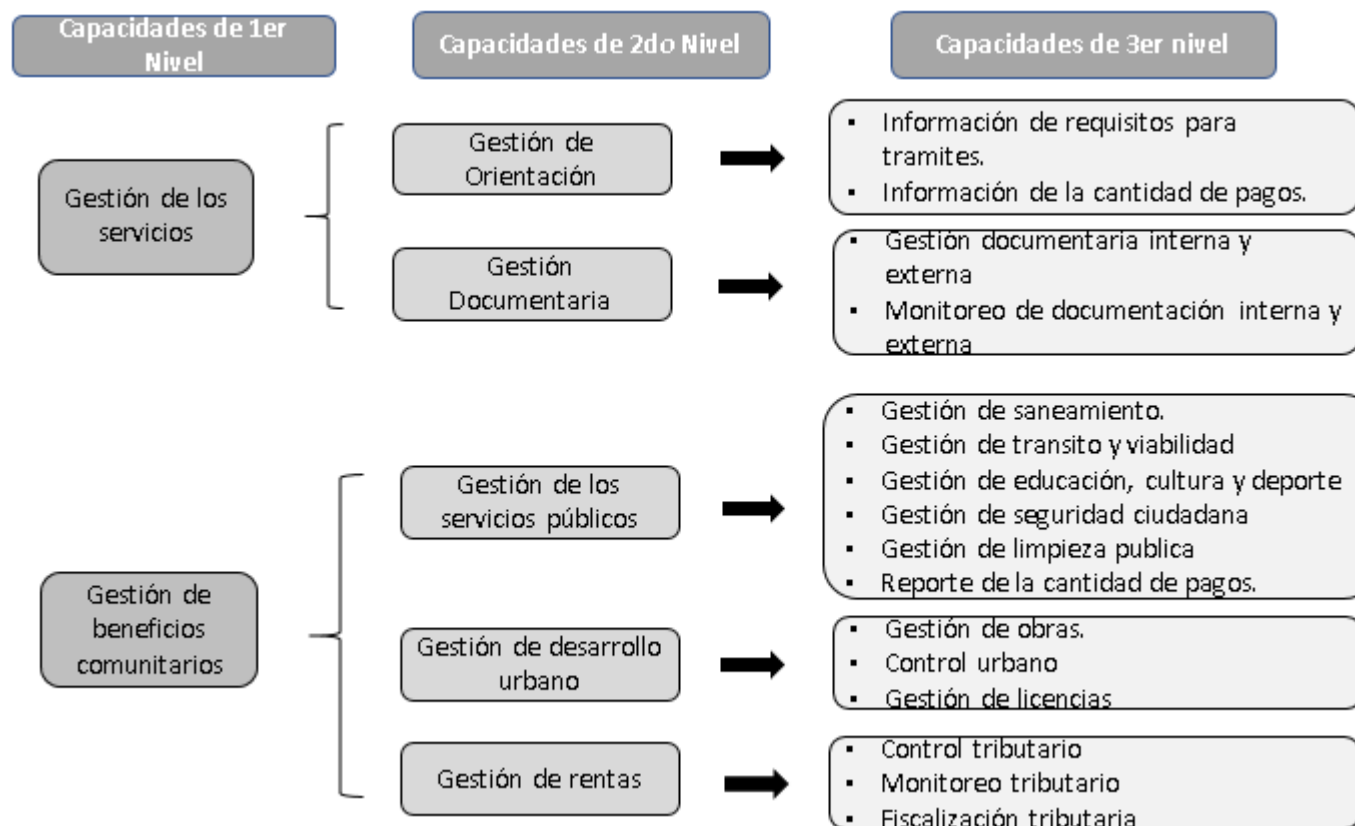 Capacidades de 1er
Nivel
Capacidades de 2do Nivel
Capacidades de 3er nivel
Gestión de los
servicios
Gestión de
Orientación
▪ Información de requisitos para
tramites.
▪ Información de la cantidad de pagos.
Gestión
Documentaria
▪ Gestión documentaria interna y
externa
▪ Monitoreo de documentación interna y
externa
Gestión de
beneficios
comunitarios
Gestión de los
servicios públicos
▪ Gestión de saneamiento.
▪ Gestión de transito y viabilidad
▪ Gestión de educación, cultura y deporte
▪ Gestión de seguridad ciudadana
▪ Gestión de limpieza publica
▪ Reporte de la cantidad de pagos.
Gestión de desarrollo
urbano
▪ Gestión de obras.
▪ Control urbano
▪ Gestión de licencias
Gestión de rentas
▪ Control tributario
▪ Monitoreo tributario
▪ Fiscalización tributaria